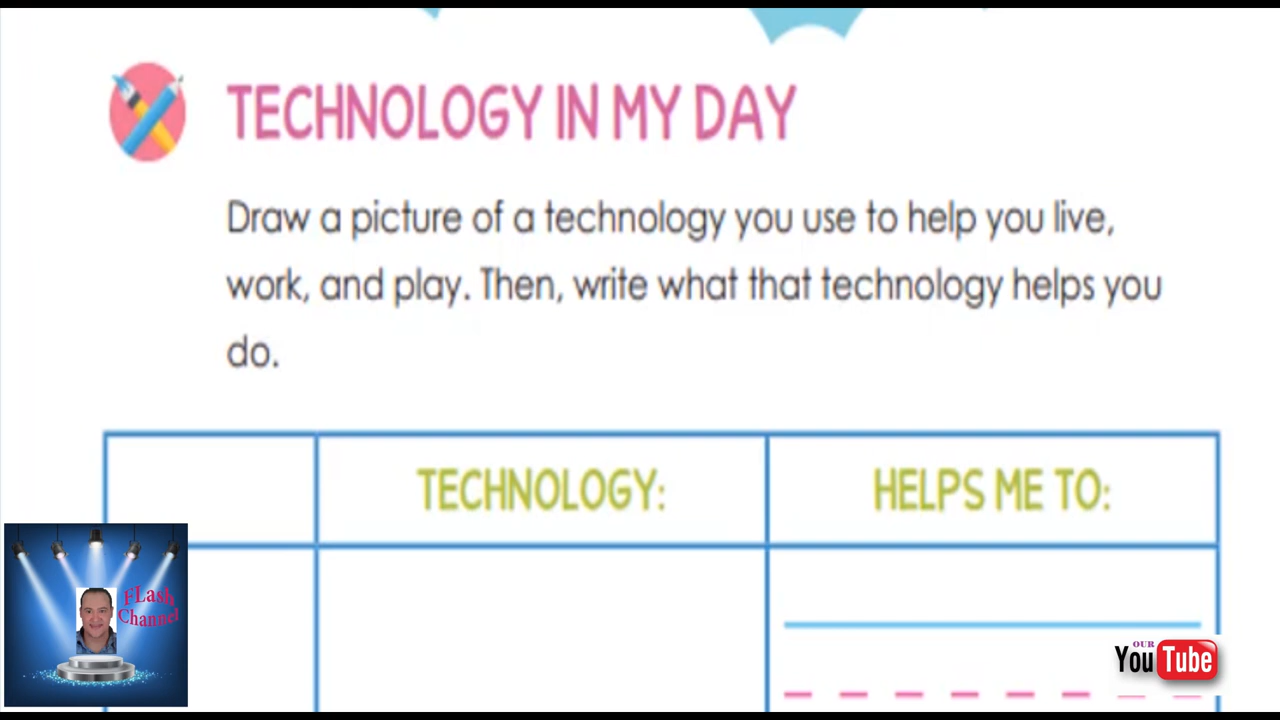 TECHNOLOGY IN MY DAY
Draw a picture of a technology you use to help you live,
work, and play. Then, write what that technology helps you
do.
TECHNOLOGY:
HELPS ME TO:
FLash
Channel
OUR
YouTube